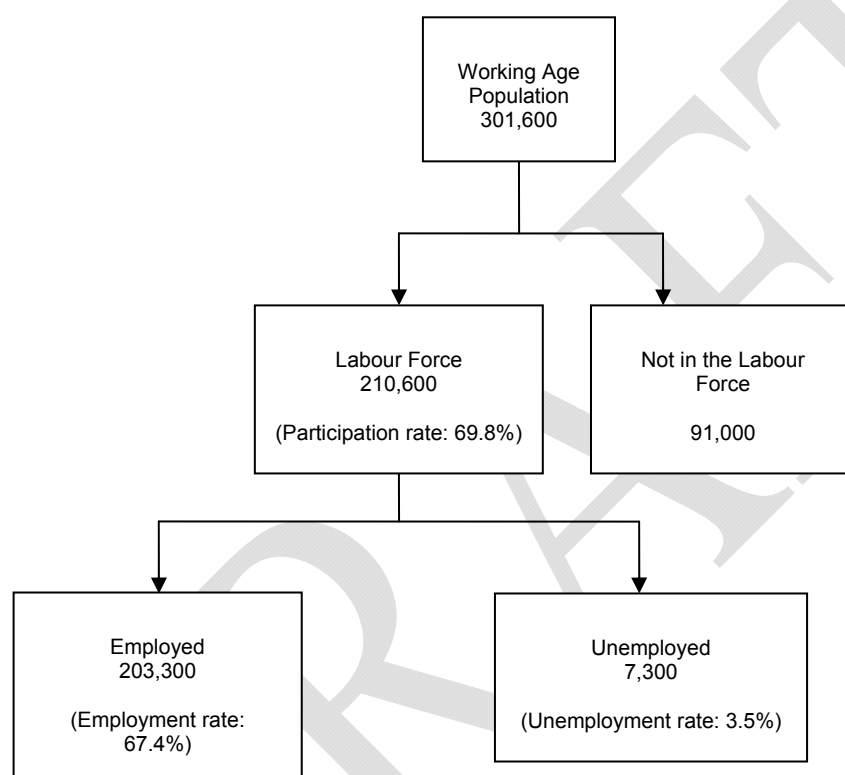 Working Age
Population
301,600
Labour Force
210,600
(Participation rate: 69.8%)
Not in the Labour
Force
91,000
Employed
203,300
(Employment rate:
67.4%)
Unemployed
7,300
(Unemployment rate: 3.5%)